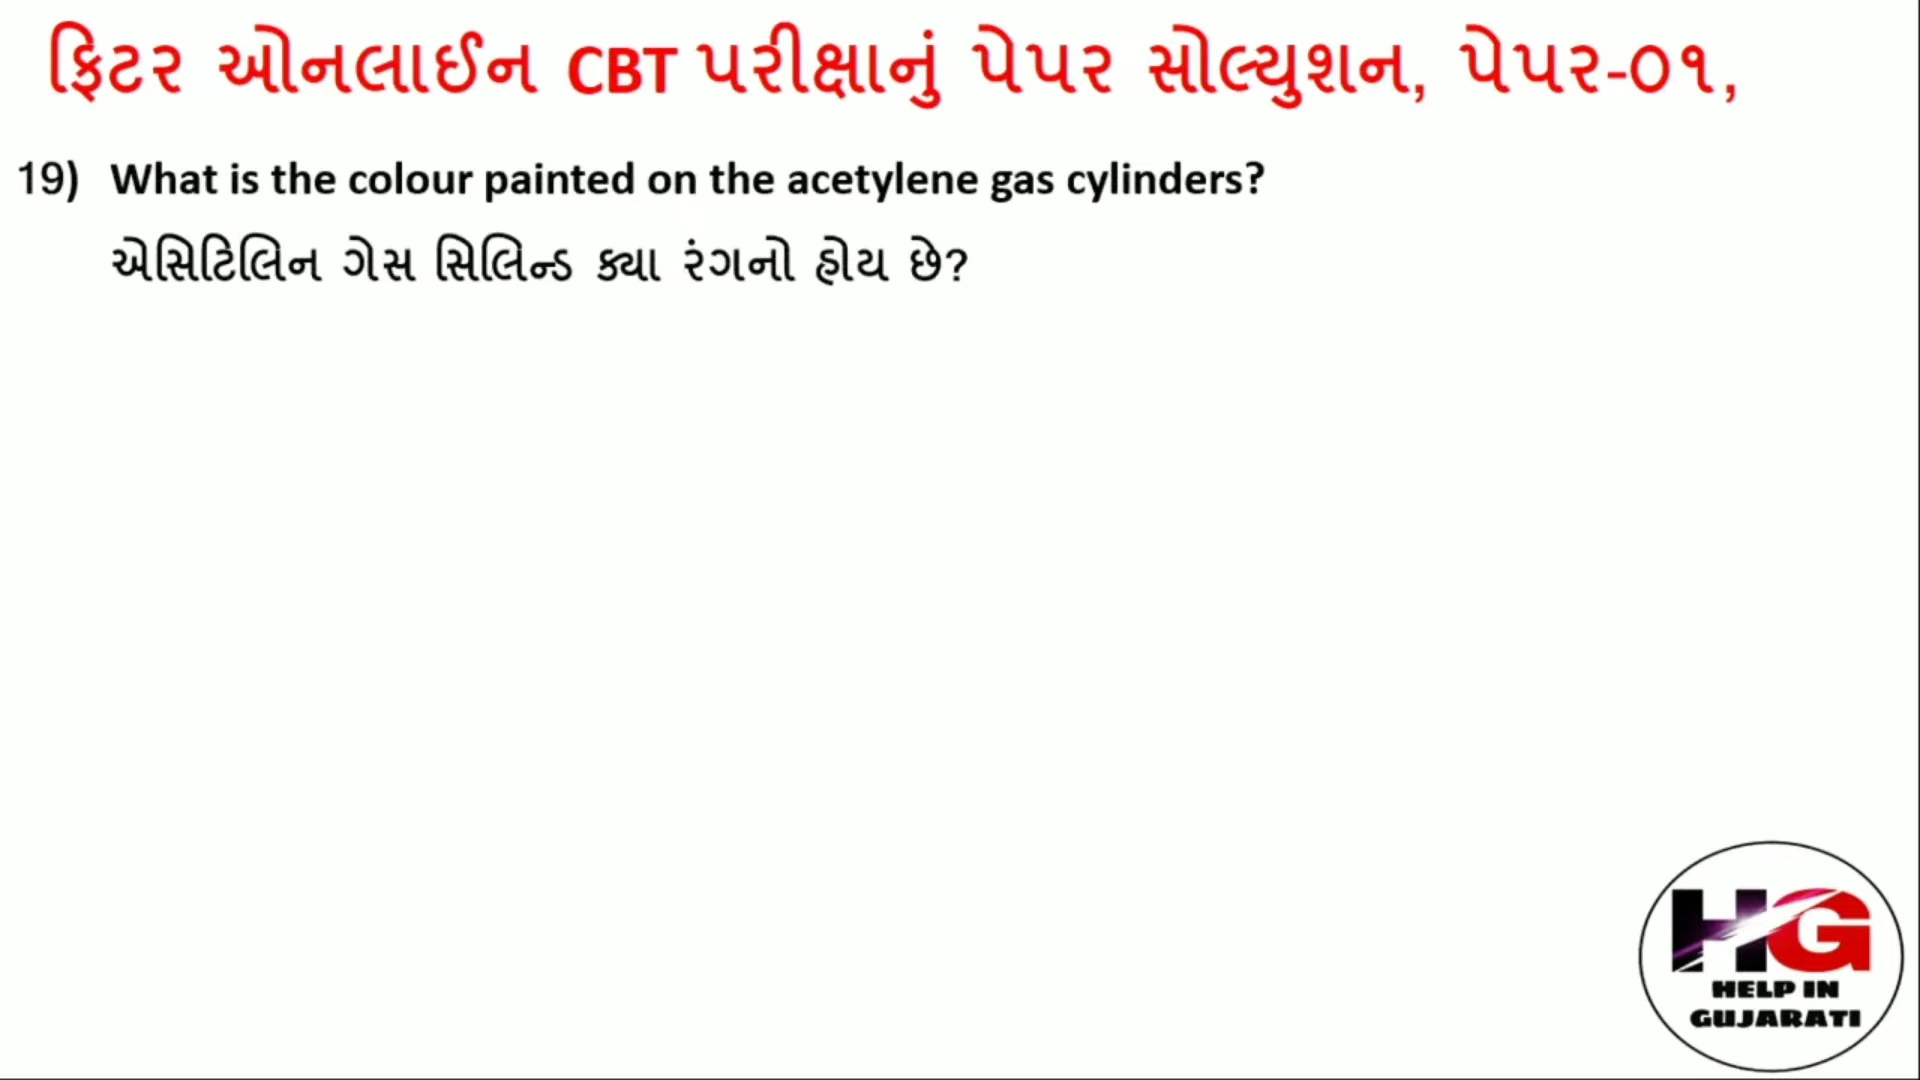 ફિટર ઓનલાઈન CBT પરીક્ષાનું પેપર સોલ્યુશન, પેપર-૦૧,
19) What is the colour painted on the acetylene gas cylinders?
એસિટિલિન ગેસ સિલિન્ડ ક્યા રંગનો હોય છે?
HG
HELP IN
GUJARATI